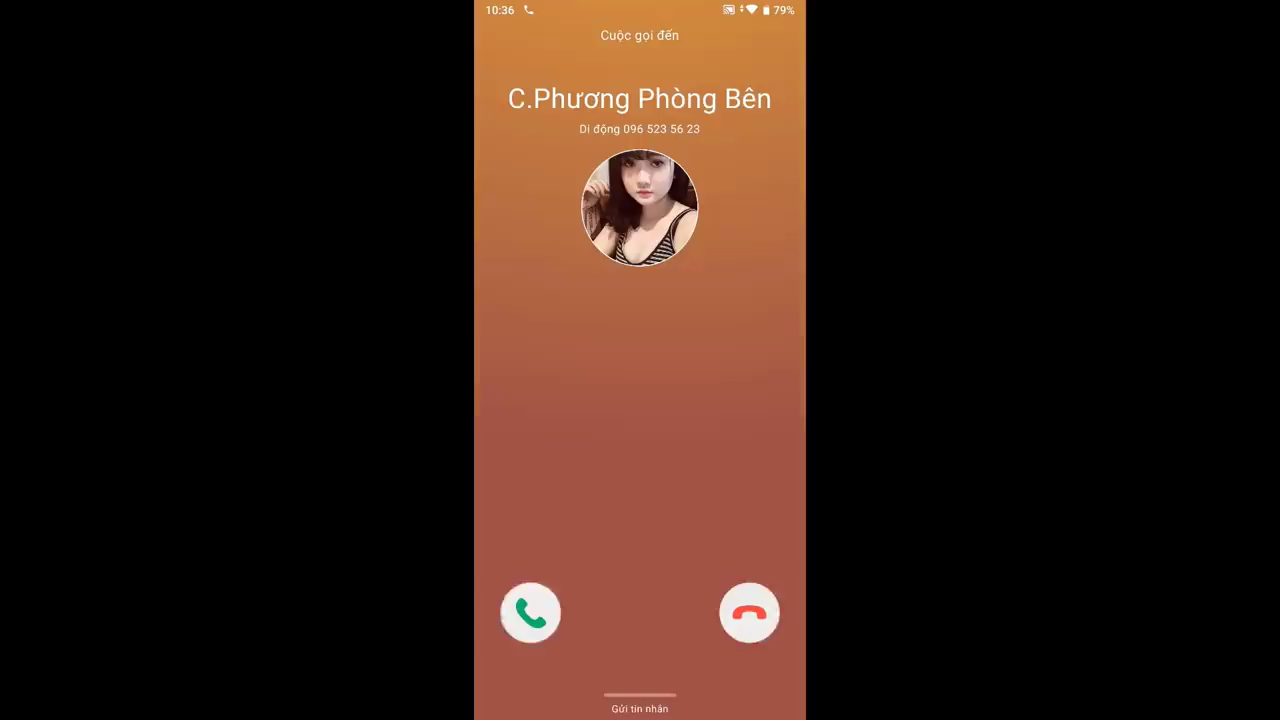 10:36 79%
Cuộc gọi đến
C.Phương Phòng Bên
Di động 096 523 56 23
Gửi tin nhắn